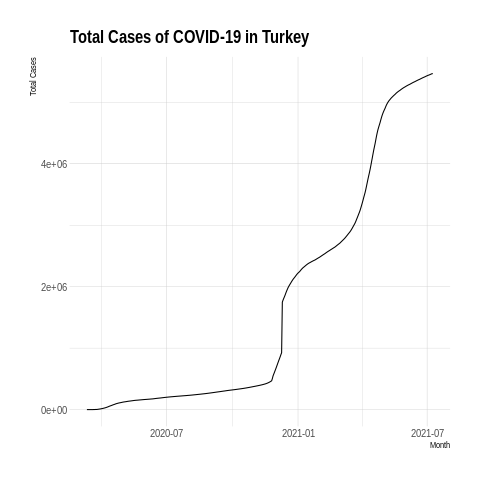 Total Cases of COVID-19 in Turkey
Total Cases
4e+06
2e+06
0e+00
2020-07
2021-01
2021-07
Month